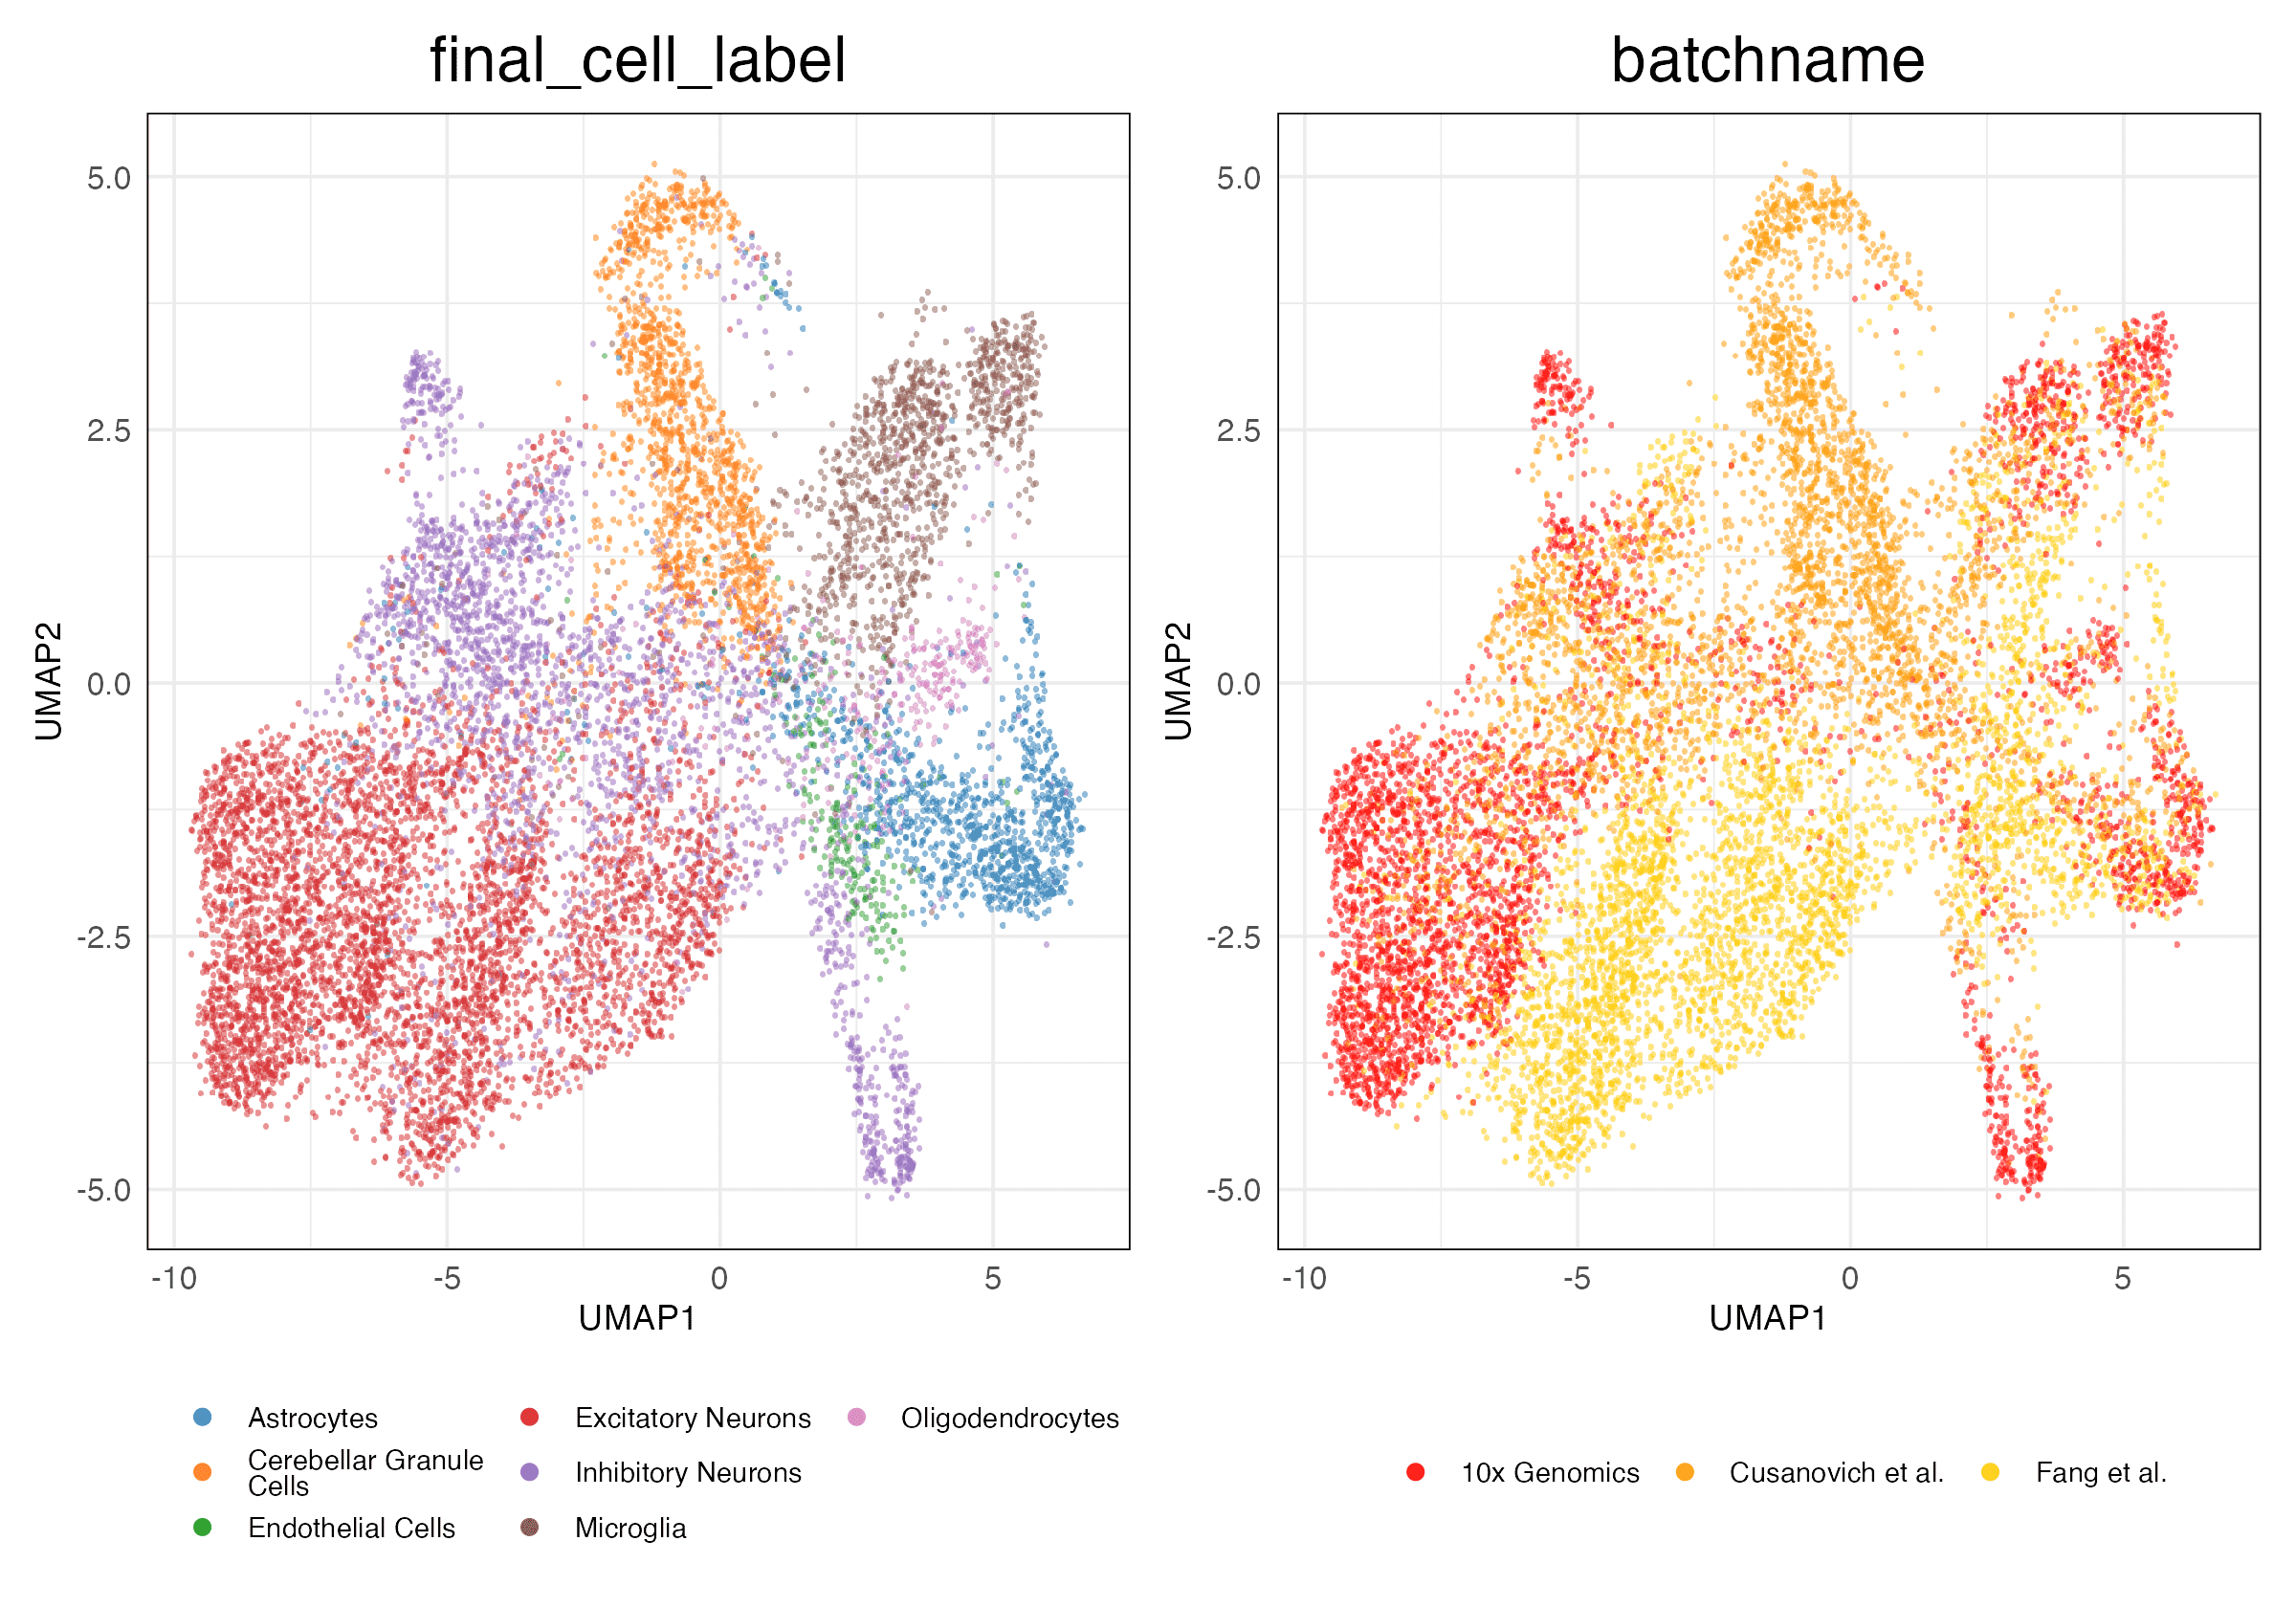 final_cell_label
batchname
5.0
2.5
0.0
-2.5
-5.0
UMAP2
-10 -5 0 5
UMAP1
5.0
2.5
0.0
-2.5
-5.0
UMAP2
-10 -5 0 5
UMAP1
Astrocytes
Cerebellar Granule
Cells
Endothelial Cells
Excitatory Neurons
Inhibitory Neurons
Microglia
Oligodendrocytes
10x Genomics Cusanovich et al. Fang et al.